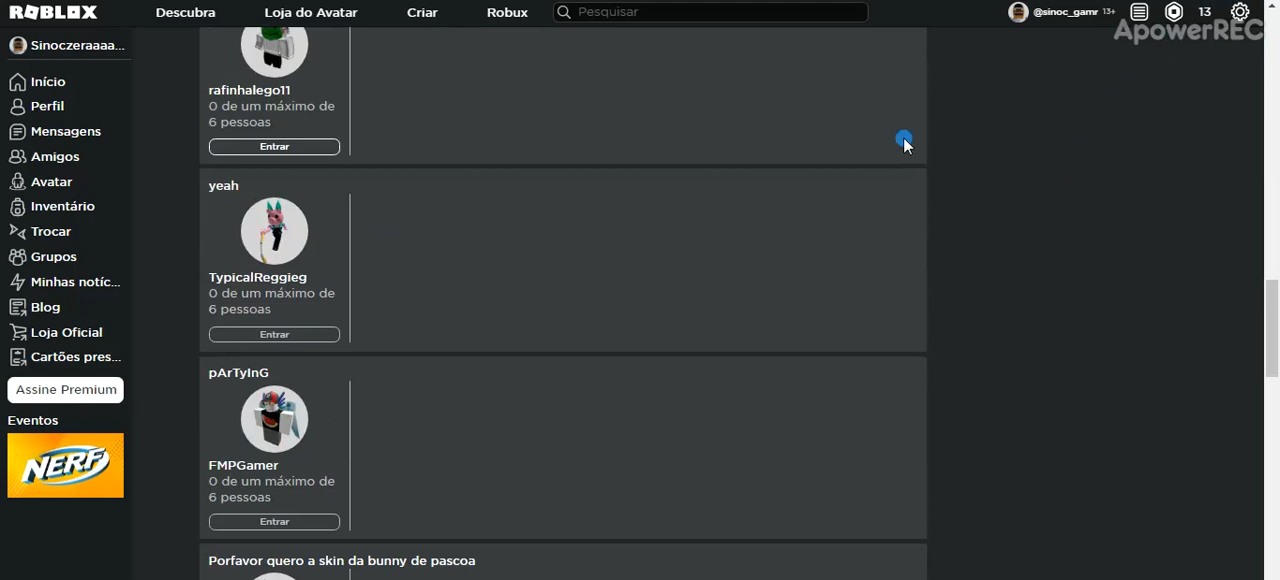 ROBLOX
Descubra
Loja do Avatar
Criar
Robux
Pesquisar
@sinoc_gamr 13+
13
ApowerREC
Sinoczeraaaa...
Início
Perfil
Mensagens
Amigos
Avatar
Inventário
Trocar
Grupos
Minhas notíc...
Blog
Loja Oficial
Cartões pres...
Assine Premium
Eventos
NERF
rafinhalego11
0 de um máximo de
6 pessoas
Entrar
yeah
TypicalReggieg
0 de um máximo de
6 pessoas
Entrar
pArTyInG
FMPGamer
0 de um máximo de
6 pessoas
Entrar
Porfavor quero a skin da bunny de pascoa